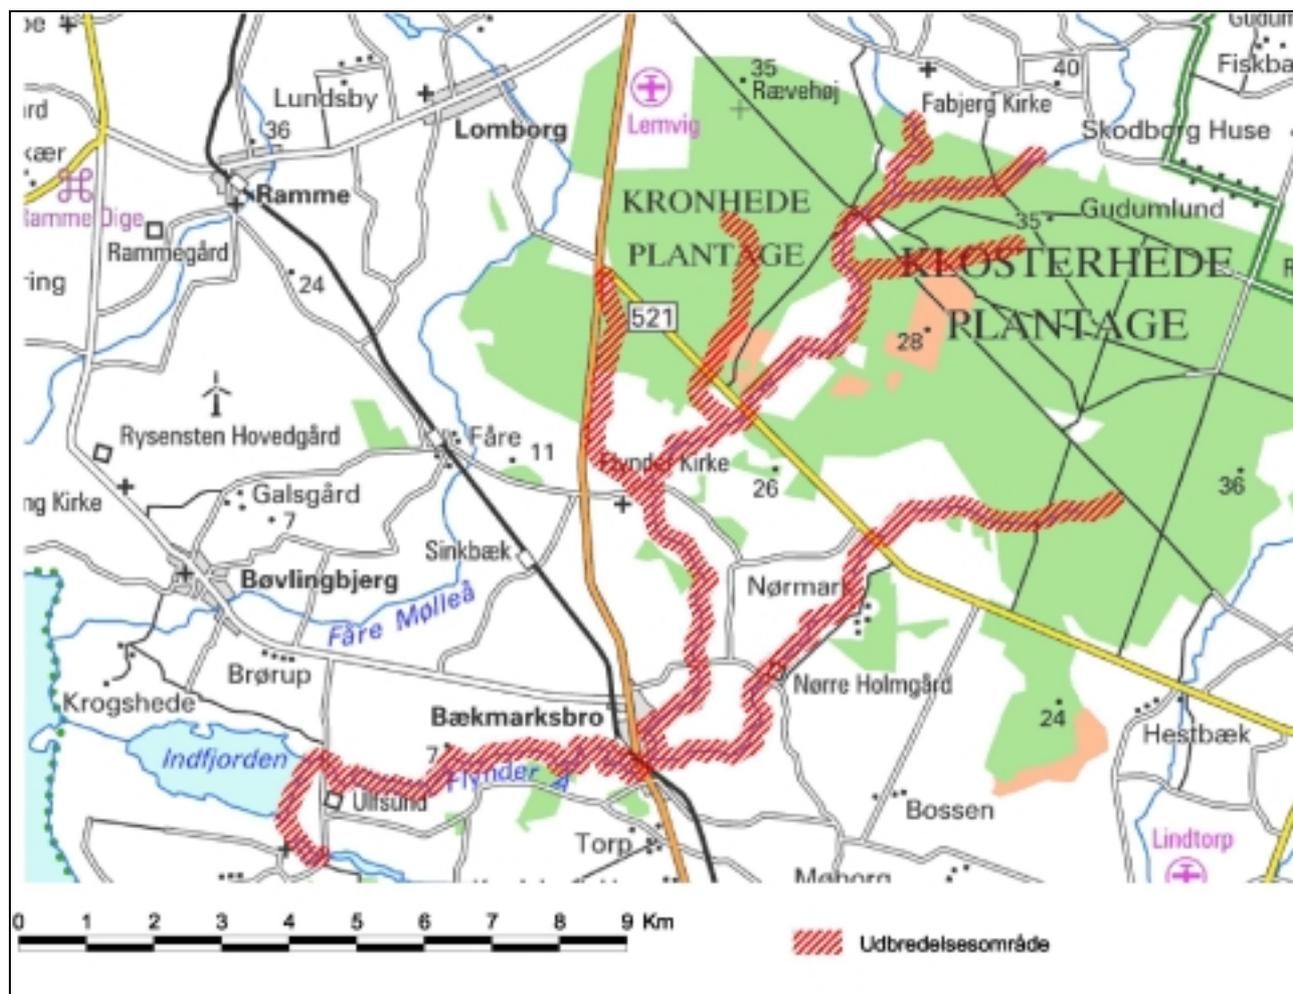 35
40
Rævehøj
Fabjerg Kirke
Lundsby
Lomborg
Lemvig
Skodborg Huse
36
Ramme
Ramme Dige
Rammegård
KRONHEDE
PLANTAGE
35
Gudumlund
KLOSTERHEDE
PLANTAGE
24
521
28
Rysensten Hovedgård
Fåre
11
Flynder Kirke
26
36
Galsgård
7
ng Kirke
Sinkbæk
Bøvlingbjerg
Nørmark
Fåre Mølleå
Brørup
Krogshede
Nørre Holmgård
Bækmarksbro
24
Hestbæk
Indfjorden
7
Flynder Å
Ulfsund
Bossen
Torp
Lindtorp
Møborg
0 1 2 3 4 5 6 7 8 9 Km
Udbredelsesområde